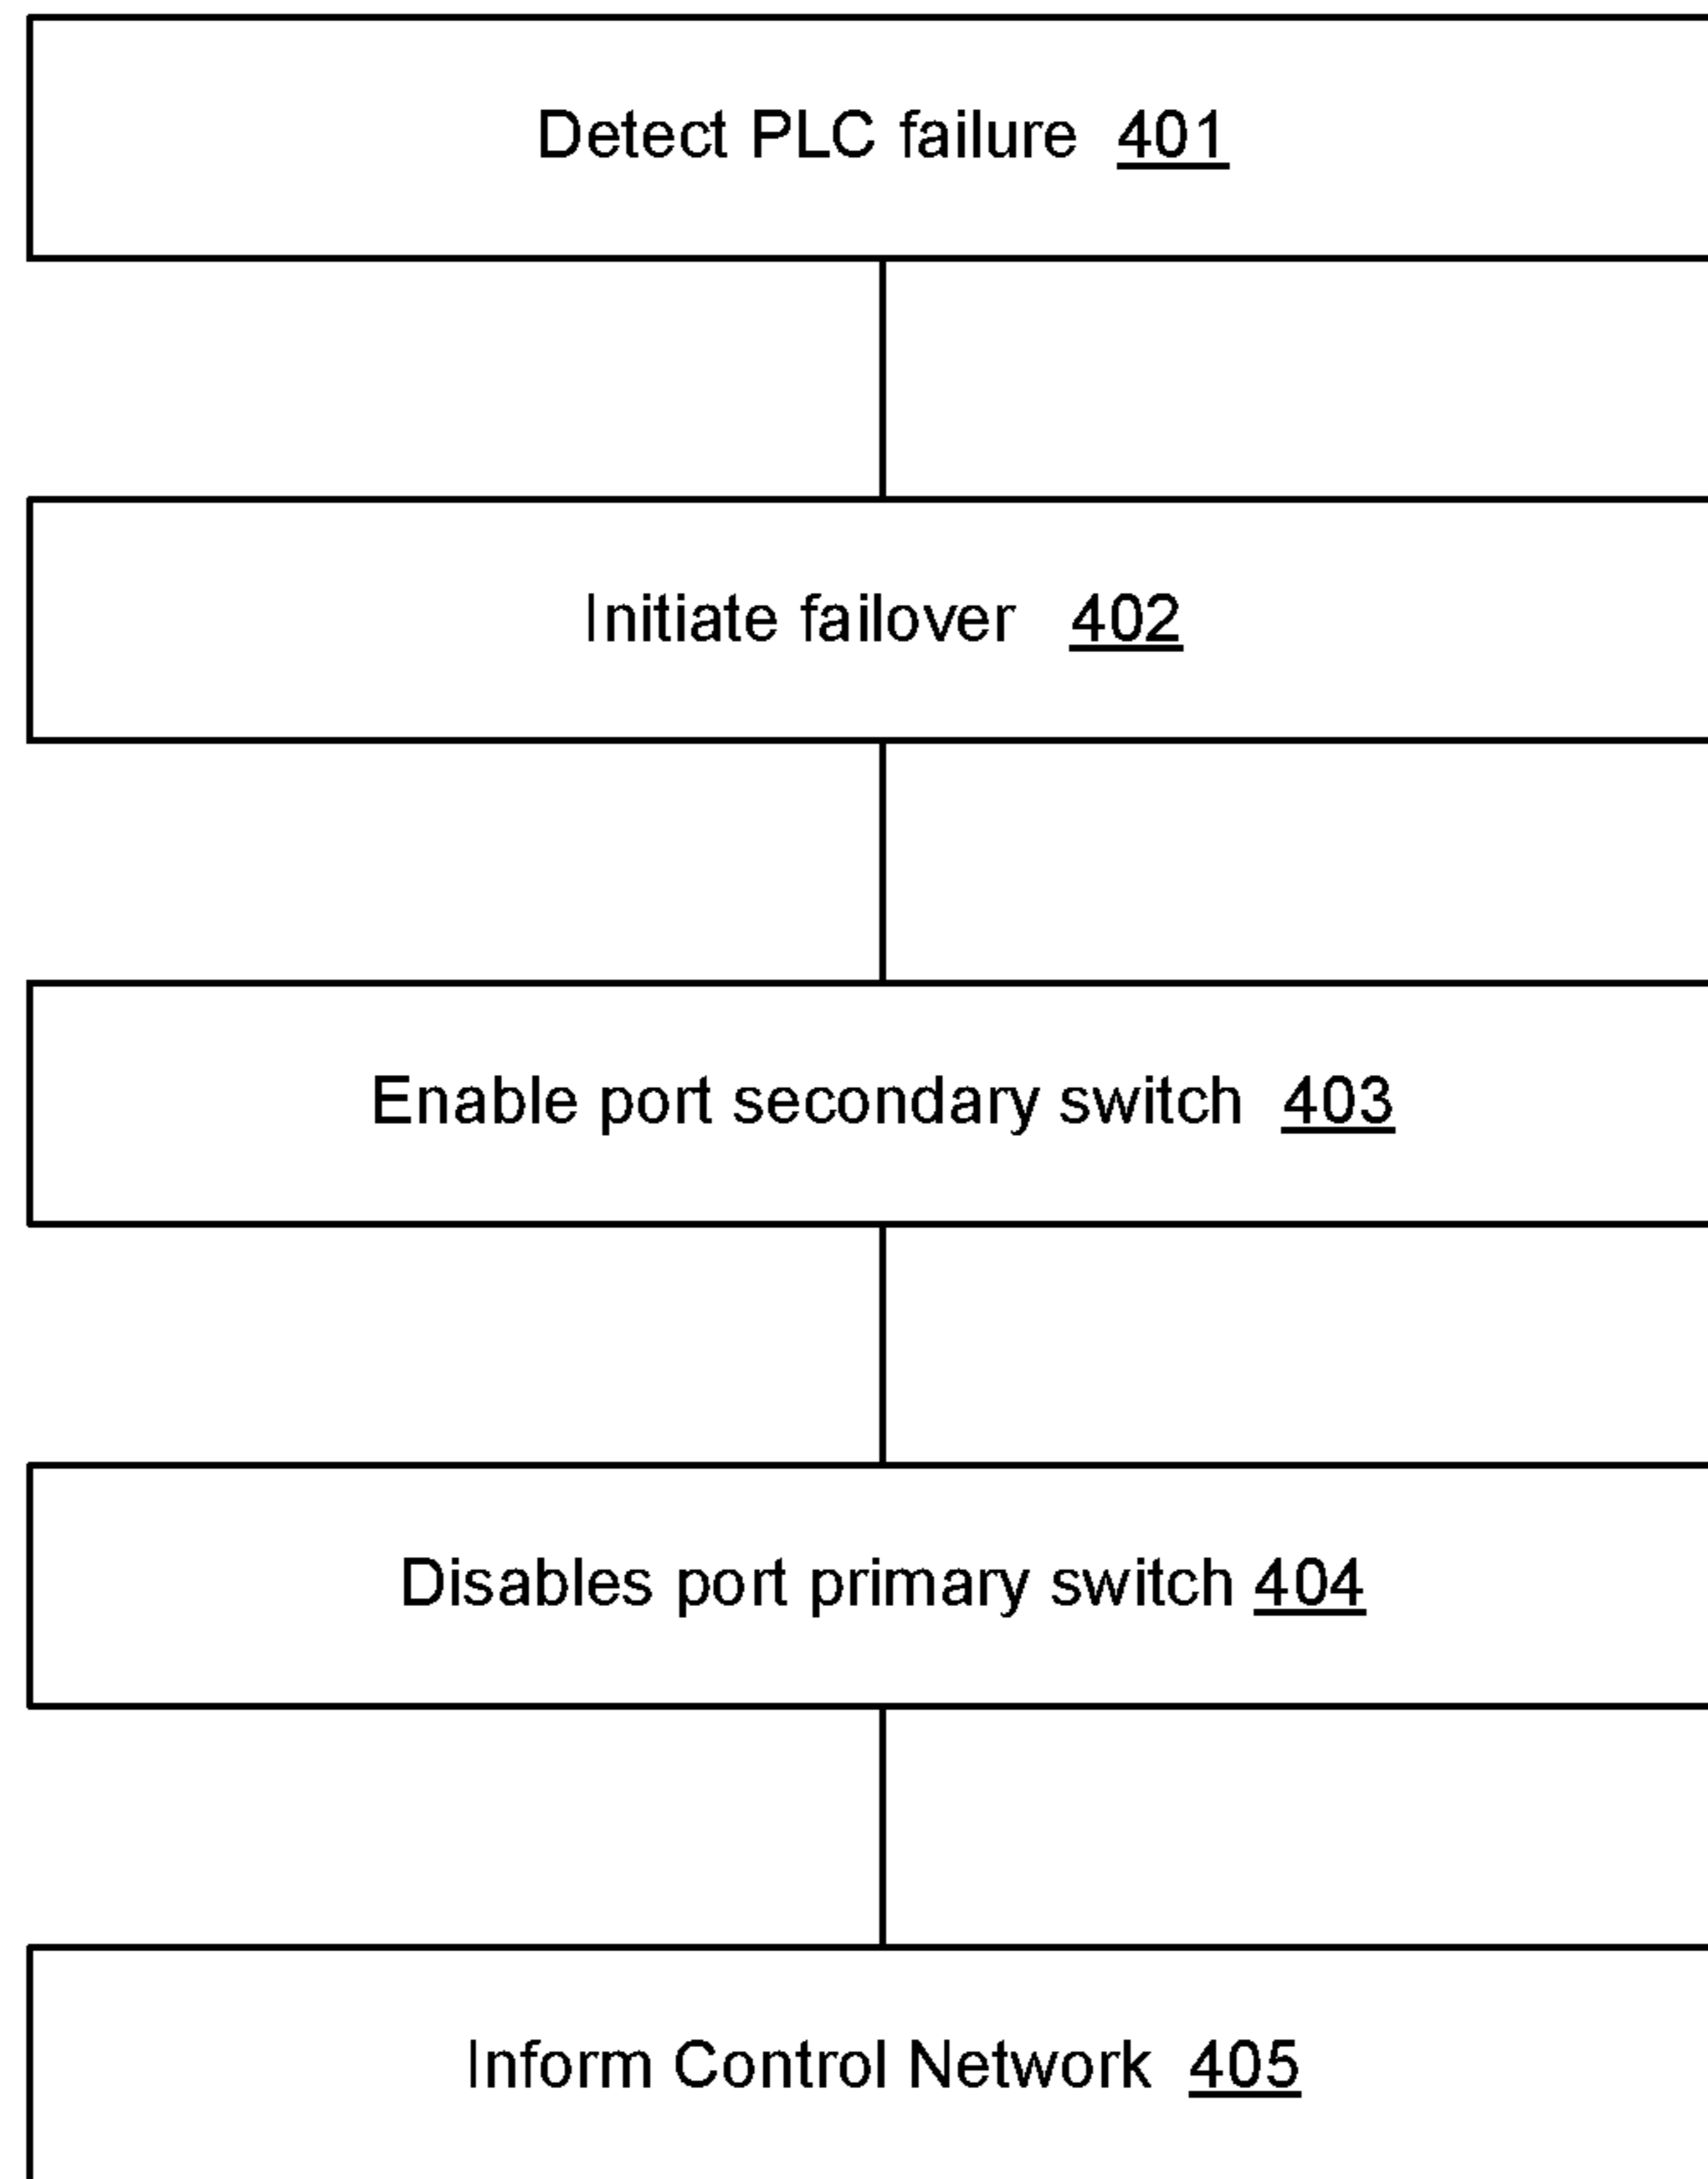 Detect PLC failure 401
Initiate failover 402
Enable port secondary switch 403
Disables port primary switch 404
Inform Control Network 405